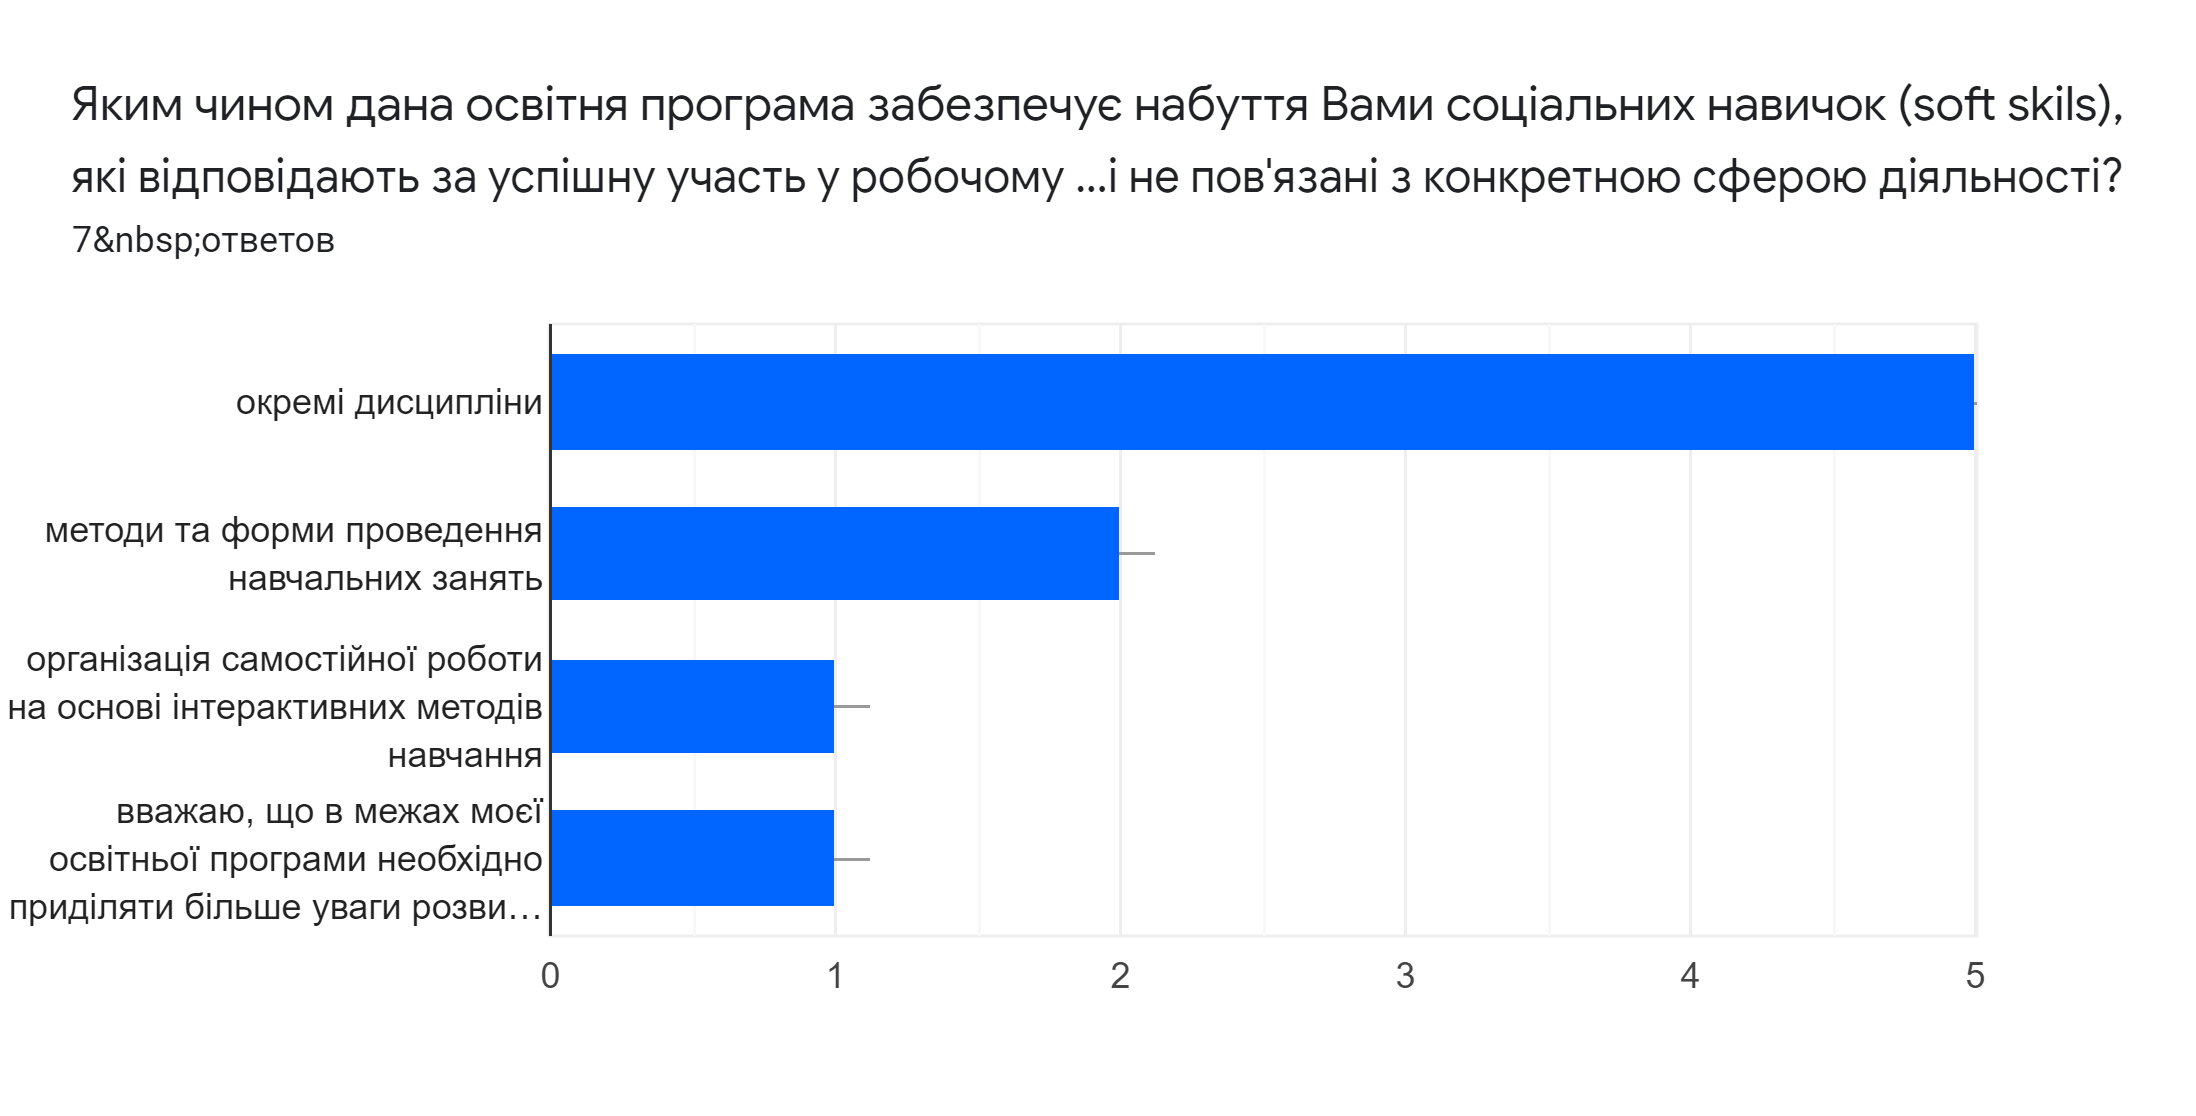 Яким чином дана освітня програма забезпечує набуття Вами соціальних навичок (soft skils),
які відповідають за успішну участь у робочому ...і не пов'язані з конкретною сферою діяльності?
7&nbsp;ответов
окремі дисципліни
методи та форми проведення
навчальних занять
організація самостійної роботи
на основі інтерактивних методів
навчання
вважаю, що в межах моєї
освітньої програми необхідно
приділяти більше уваги розви…
0 1 2 3 4 5